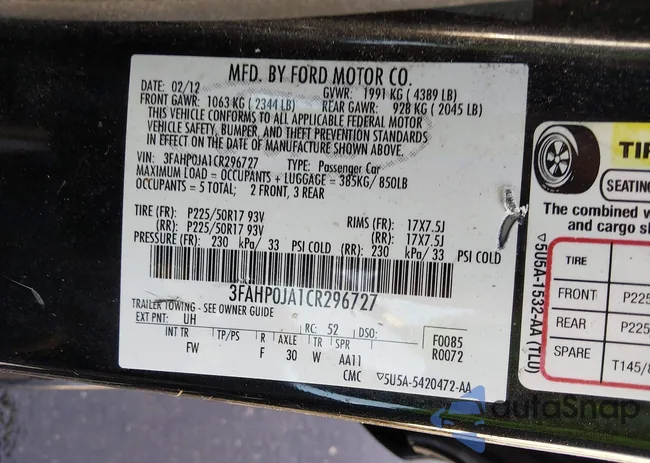 MFD. BY FORD MOTOR CO.
DATE: 02/12 GVWR: 1991 KG ( 4389 LB)
FRONT GAWR: 1063 KG ( 2344 LB) REAR GAWR: 928 KG ( 2045 LB)
THIS VEHICLE CONFORMS TO ALL APPLICABLE FEDERAL MOTOR
VEHICLE SAFETY, BUMPER, AND THEFT PREVENTION STANDARDS
IN EFFECT ON THE DATE OF MANUFACTURE SHOWN ABOVE.
VIN: 3FAHP0JA1CR296727 TYPE: Passenger Car
MAXIMUM LOAD = OCCUPANTS + LUGGAGE = 385KG/ 850LB
OCCUPANTS = 5 TOTAL; 2 FRONT, 3 REAR
TIRE (FR): P225/50R17 93V RIMS (FR): 17X7.5J
(RR): P225/50R17 93V (RR): 17X7.5J
PRESSURE (FR): 230 kPa/ 33 PSI COLD (RR): 230 kPa/ 33 PSI COLD
3FAHP0JA1CR296727
TRAILER TOWING - SEE OWNER GUIDE
EXT PNT: UH RC: 52 DSO:
INT TR TP/PS R AXLE TR SPR F0085
FW F 30 W AA11 R0072
CMC ▽5U5A-5420472-AA
▽5U5A-1532-AA (TLU)
TIR
SEATING
The combined w
and cargo sh
TIRE
FRONT P225
REAR P225
SPARE T145/8
autoSnap